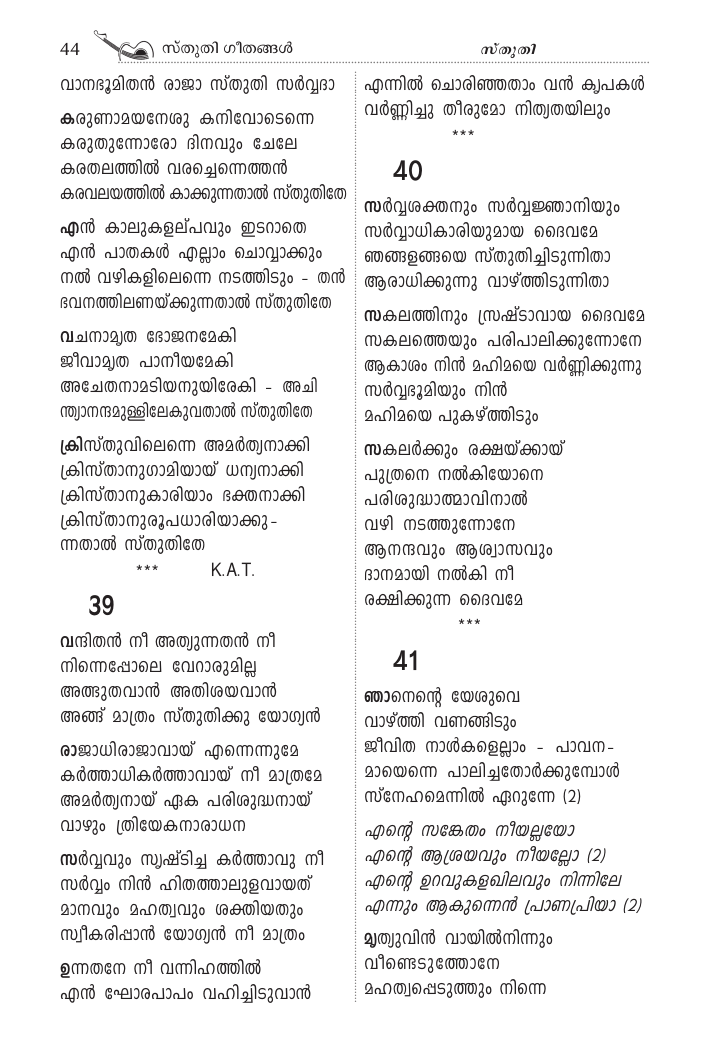 44 സ്തുതി ഗീതങ്ങൾ സ്തുതി
വാനഭൂമിതൻ രാജാ സ്തുതി സർവ്വദാ
കരുണാമയനേശു കനിവോടെന്നെ
കരുതുന്നോരോ ദിനവും ചേലേ
കരതലത്തിൽ വരച്ചെന്നെത്തൻ
കരവലയത്തിൽ കാക്കുന്നതാൽ സ്തുതിതേ
എൻ കാലുകളല്പവും ഇടറാതെ
എൻ പാതകൾ എല്ലാം ചൊവ്വാക്കും
നൽ വഴികളിലെന്നെ നടത്തിടും – തൻ
ഭവനത്തിലണയ്ക്കുന്നതാൽ സ്തുതിതേ
വചനാമൃത ഭോജനമേകി
ജീവാമൃത പാനീയമേകി
അചേതനാമടിയനുയിരേകി – അചി
ന്ത്യാനന്ദമുള്ളിലേകുവതാൽ സ്തുതിതേ
ക്രിസ്തുവിലെന്നെ അമർത്യനാക്കി
ക്രിസ്താനുഗാമിയായ് ധന്യനാക്കി
ക്രിസ്താനുകാരിയാം ഭക്തനാക്കി
ക്രിസ്താനുരൂപധാരിയാക്കു–
ന്നതാൽ സ്തുതിതേ
*** K.A.T.
39
വന്ദിതൻ നീ അത്യുന്നതൻ നീ
നിന്നെപ്പോലെ വേറാരുമില്ല
അത്ഭുതവാൻ അതിശയവാൻ
അങ്ങ് മാത്രം സ്തുതിക്കു യോഗ്യൻ
രാജാധിരാജാവായ് എന്നെന്നുമേ
കർത്താധികർത്താവായ് നീ മാത്രമേ
അമർത്യനായ് ഏക പരിശുദ്ധനായ്
വാഴും ത്രിയേകനാരാധന
സർവ്വവും സൃഷ്ടിച്ച കർത്താവു നീ
സർവ്വം നിൻ ഹിതത്താലുളവായത്
മാനവും മഹത്വവും ശക്തിയതും
സ്വീകരിപ്പാൻ യോഗ്യൻ നീ മാത്രം
ഉന്നതനേ നീ വന്നിഹത്തിൽ
എൻ ഘോരപാപം വഹിച്ചിടുവാൻ
എന്നിൽ ചൊരിഞ്ഞതാം വൻ കൃപകൾ
വർണ്ണിച്ചു തീരുമോ നിത്യതയിലും
***
40
സർവ്വശക്തനും സർവ്വജ്ഞാനിയും
സർവ്വാധികാരിയുമായ ദൈവമേ
ഞങ്ങളങ്ങയെ സ്തുതിച്ചിടുന്നിതാ
ആരാധിക്കുന്നു വാഴ്ത്തിടുന്നിതാ
സകലത്തിനും സ്രഷ്ടാവായ ദൈവമേ
സകലത്തെയും പരിപാലിക്കുന്നോനേ
ആകാശം നിൻ മഹിമയെ വർണ്ണിക്കുന്നു
സർവ്വഭൂമിയും നിൻ
മഹിമയെ പുകഴ്ത്തിടും
സകലർക്കും രക്ഷയ്ക്കായ്
പുത്രനെ നൽകിയോനെ
പരിശുദ്ധാത്മാവിനാൽ
വഴി നടത്തുന്നോനേ
ആനന്ദവും ആശ്വാസവും
ദാനമായി നൽകി നീ
രക്ഷിക്കുന്ന ദൈവമേ
***
41
ഞാനെന്റെ യേശുവെ
വാഴ്ത്തി വണങ്ങിടും
ജീവിത നാൾകളെല്ലാം – പാവന–
മായെന്നെ പാലിച്ചതോർക്കുമ്പോൾ
സ്നേഹമെന്നിൽ ഏറുന്നേ (2)
എന്റെ സങ്കേതം നീയല്ലയോ
എന്റെ ആശ്രയവും നീയല്ലോ (2)
എന്റെ ഉറവുകളഖിലവും നിന്നിലേ
എന്നും ആകുന്നെൻ പ്രാണപ്രിയാ (2)
മൃത്യുവിൻ വായിൽനിന്നും
വീണ്ടെടുത്തോനേ
മഹത്വപ്പെടുത്തും നിന്നെ